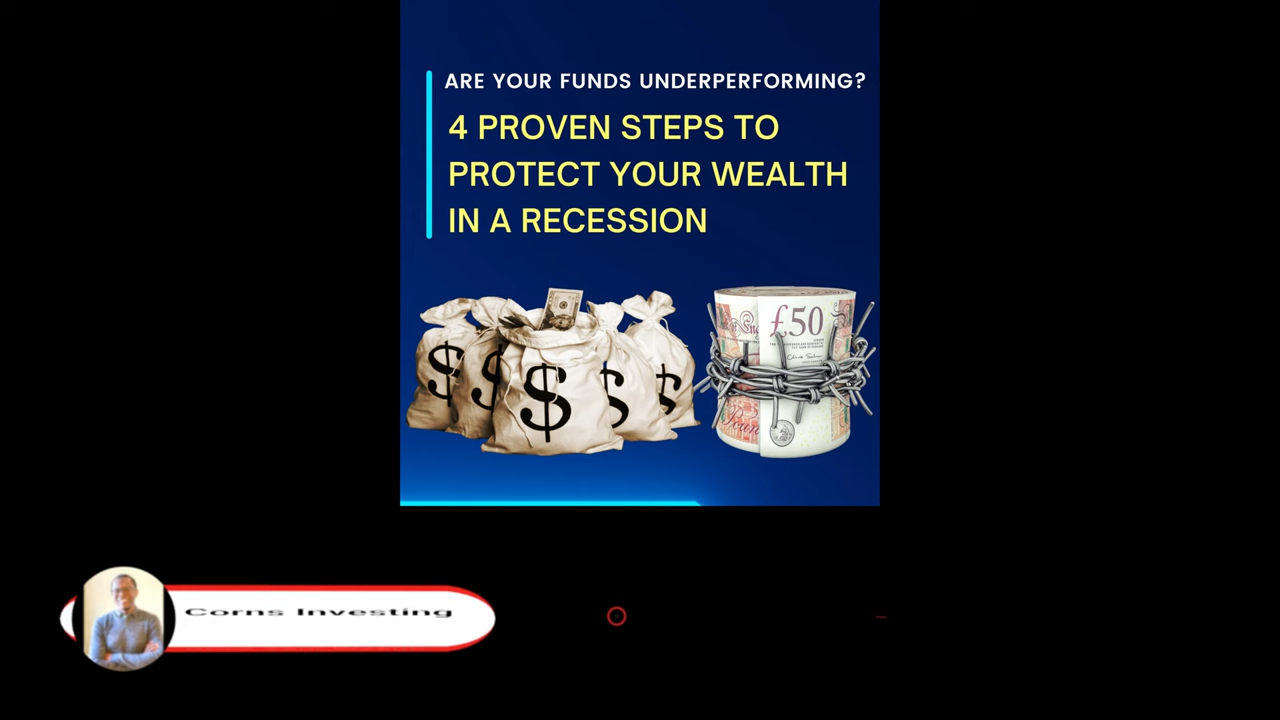 ARE YOUR FUNDS UNDERPERFORMING?
4 PROVEN STEPS TO
PROTECT YOUR WEALTH
IN A RECESSION
$ $ $ $ $
£50
Corns Investing